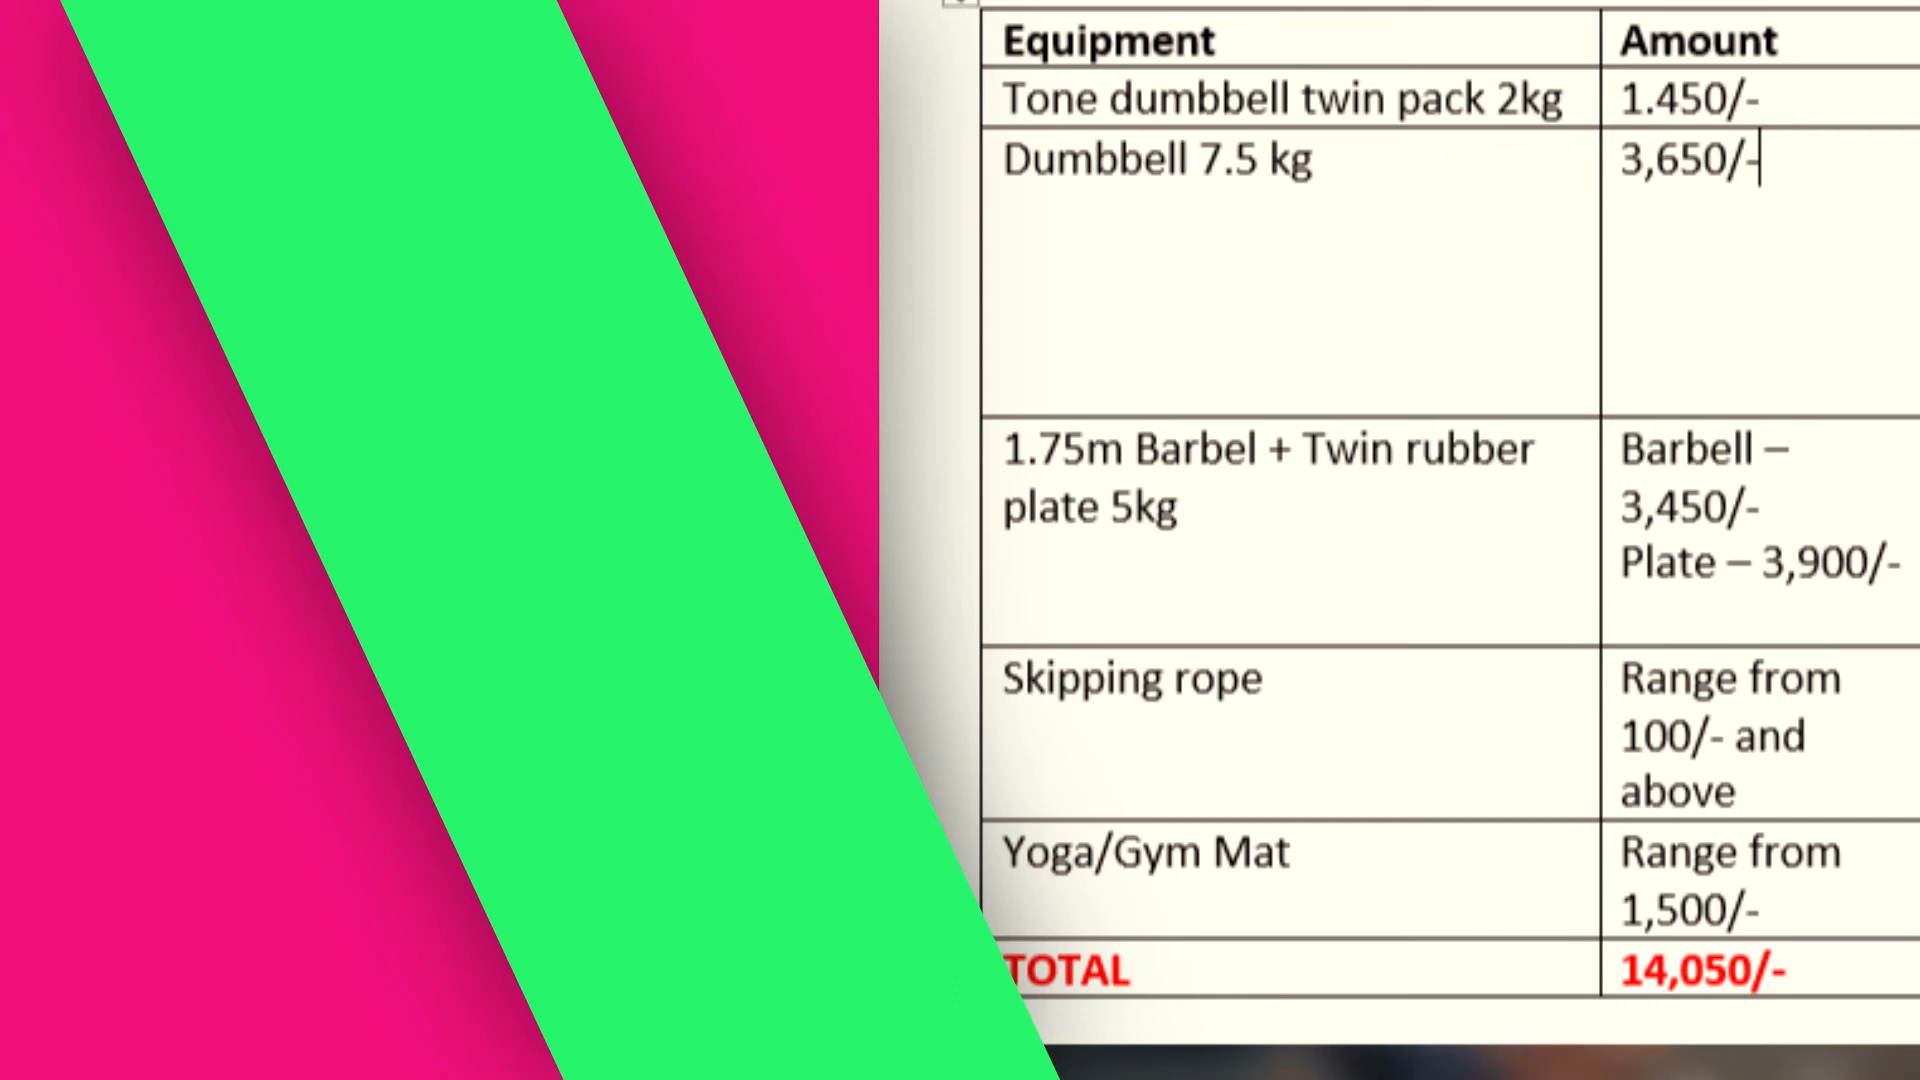 Equipment Amount
Tone dumbbell twin pack 2kg 1.450/-
Dumbbell 7.5 kg 3,650/-
1.75m Barbel + Twin rubber Barbell –
plate 5kg 3,450/-
Plate – 3,900/-
Skipping rope Range from
100/- and
above
Yoga/Gym Mat Range from
1,500/-
TOTAL 14,050/-